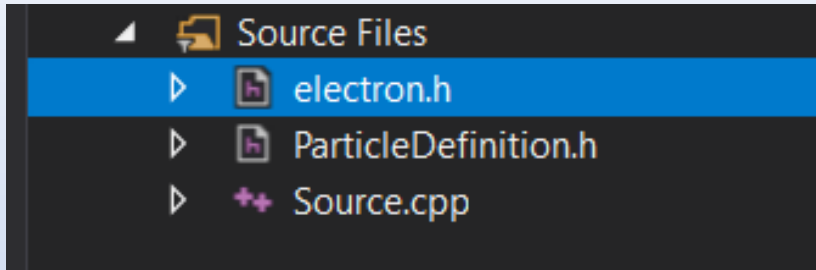 Source Files
electron.h
ParticleDefinition.h
Source.cpp